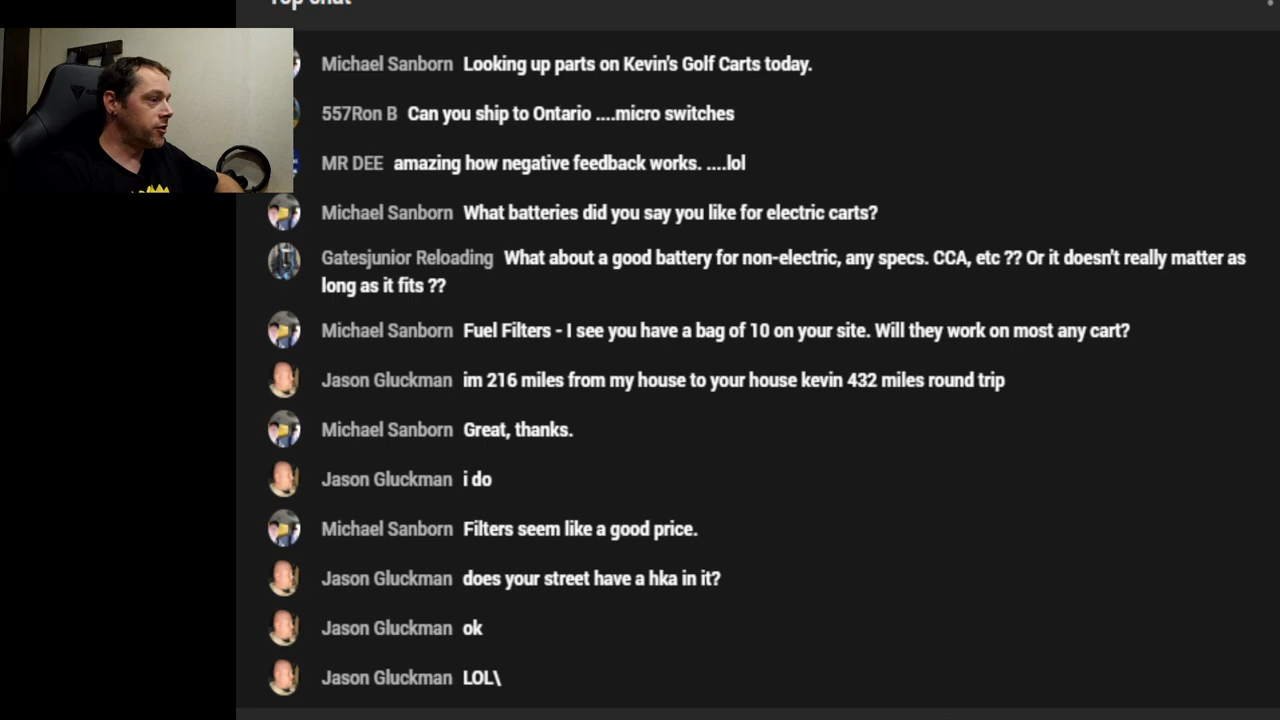 Top chat
Michael Sanborn Looking up parts on Kevin's Golf Carts today.
557Ron B Can you ship to Ontario ....micro switches
MR DEE amazing how negative feedback works. ....lol
Michael Sanborn What batteries did you say you like for electric carts?
Gatesjunior Reloading What about a good battery for non-electric, any specs. CCA, etc ?? Or it doesn't really matter as
long as it fits ??
Michael Sanborn Fuel Filters - I see you have a bag of 10 on your site. Will they work on most any cart?
Jason Gluckman im 216 miles from my house to your house kevin 432 miles round trip
Michael Sanborn Great, thanks.
Jason Gluckman i do
Michael Sanborn Filters seem like a good price.
Jason Gluckman does your street have a hka in it?
Jason Gluckman ok
Jason Gluckman LOL\